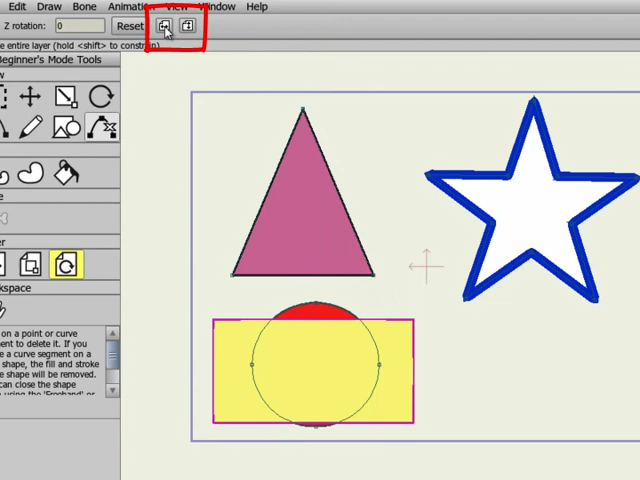 Edit Draw Bone Animation View Window Help
Z rotation: 0 Reset
e entire layer (hold <shift> to constrain)
Beginner's Mode Tools
w
e
er
kspace
on a point or curve
ment to delete it. If you
e a curve segment on a
shape, the fill and stroke
e shape will be removed.
can close the shape
n using the 'Freehand' or